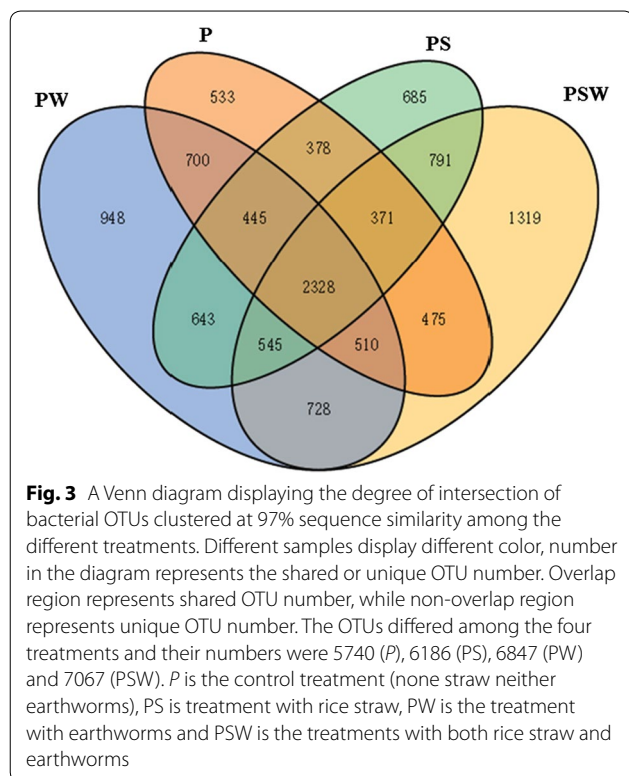 P
PS
PW
PSW
533
685
700
378
791
948
445
371
1319
2328
643
475
545
510
728
Fig. 3 A Venn diagram displaying the degree of intersection of
bacterial OTUs clustered at 97% sequence similarity among the
different treatments. Different samples display different color, number
in the diagram represents the shared or unique OTU number. Overlap
region represents shared OTU number, while non-overlap region
represents unique OTU number. The OTUs differed among the four
treatments and their numbers were 5740 (P), 6186 (PS), 6847 (PW)
and 7067 (PSW). P is the control treatment (none straw neither
earthworms), PS is treatment with rice straw, PW is the treatment
with earthworms and PSW is the treatments with both rice straw and
earthworms